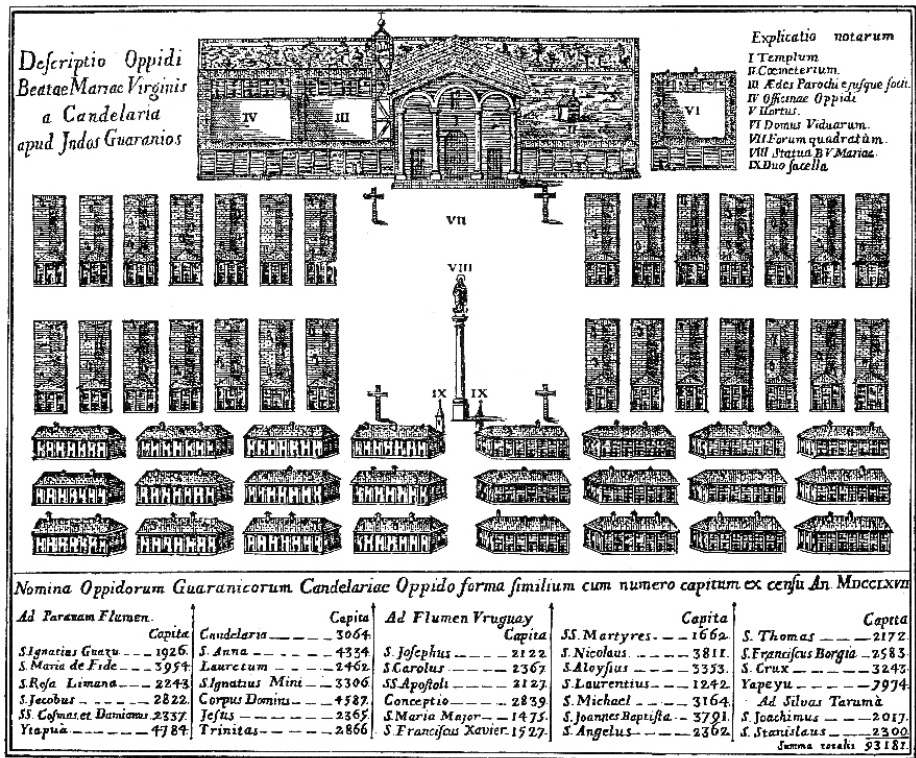 Descriptio Oppidi
Beatae Mariae Virginis
a Candelaria
apud Jndos Guaranios
Explicatio notarum
I Templum
II. Coemeterium.
III Ædes Parochi ejusque socii.
IV Officinae Oppidi
V Hortus.
VI Domus Viduarum.
VII Forum quadratum.
VIII Statua B V Mariae.
IX Duo sacella
IV
III
VI
VII
VIII
IX IX
Nomina Oppidorum Guaranicorum Candelariae Oppido forma similium cum numero capitum ex censu An. MDCCLXVII
Ad Paranam Flumen.
Capita
S. Ignatius Guazu 1926.
S. Maria de Fide 3954
S. Rosa Limana 2243
S. Jacobus 2822.
SS. Cosmas et Damianus 2337.
Ytapua 4784
Capita
Candelaria 3064
S. Anna 4334
Lauretum 2462
S Ignatius Mini 3306
Corpus Domini 4587.
Jesus 2365
Trinitas 2866
Ad Flumen Vruguay
Capita
S. Josephus 2122
S. Carolus 2367
SS. Apostoli 2127
Conceptio 2839
S. Maria Major 1475.
S. Franciscus Xavier 1527.
Capita
SS. Martyres 1662
S. Nicolaus 3811.
S Aloysius 3353.
S. Laurentius 1242
S. Michael 3164
S. Joannes Baptista 3791
S. Angelus 2362
Capita
S. Thomas 2172
S. Franciscus Borgia 2583
S. Crux 3243
Yapeyu 7974
Ad Silvas Taruma
S. Joachimus 2017
S. Stanislaus 2300
Summa totalis 93181.